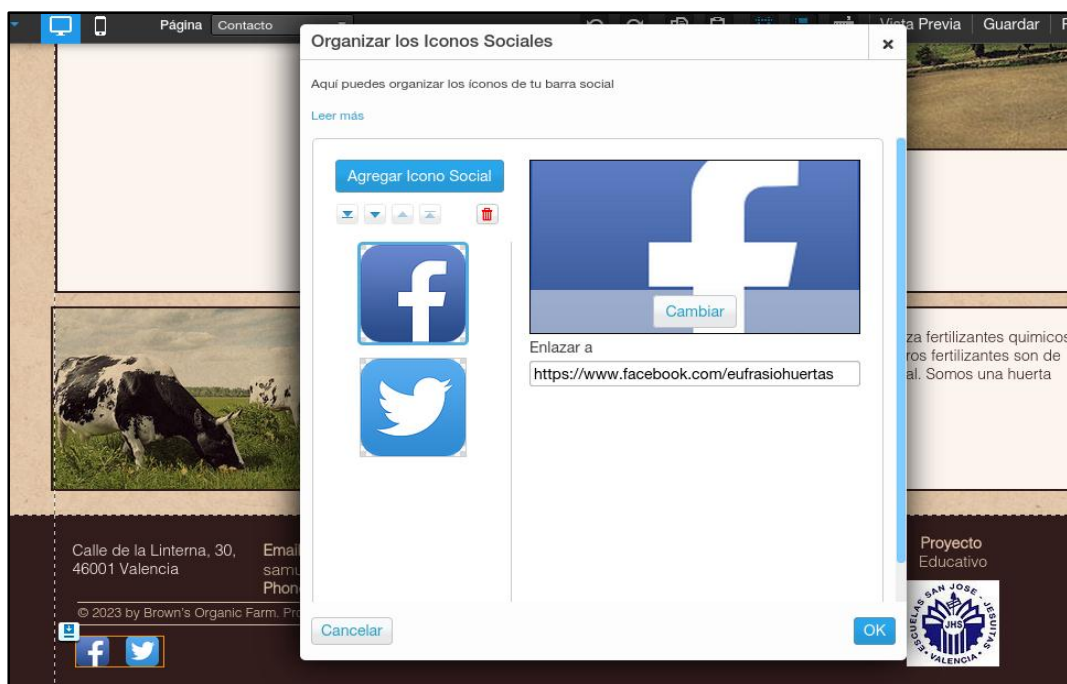 Página
Contacto
Vista Previa
Guardar
Organizar los Iconos Sociales
×
Aquí puedes organizar los íconos de tu barra social
Leer más
Agregar Icono Social
Cambiar
Enlazar a
https://www.facebook.com/eufrasiohuertas
za fertilizantes quimicos
ros fertilizantes son de
al. Somos una huerta
Calle de la Linterna, 30,
46001 Valencia
Email
samu
Phon
© 2023 by Brown's Organic Farm. Pro
Proyecto
Educativo
ESCUELAS SAN JOSE - JESUITAS
JHS
VALENCIA
Cancelar
OK